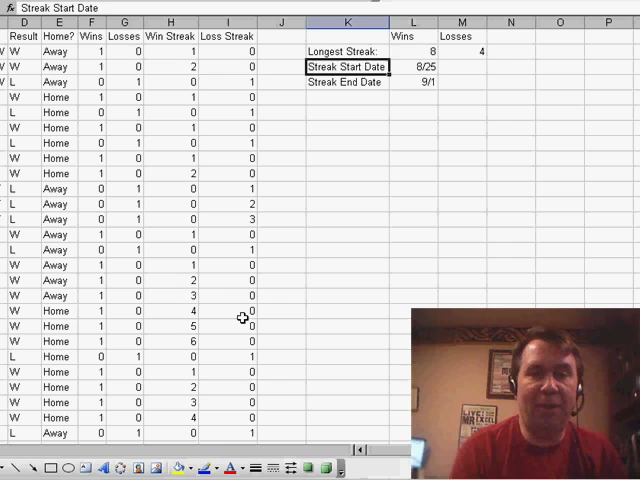 fx Streak Start Date
D E F G H I J K L M N O P
Result Home? Wins Losses Win Streak Loss Streak Wins Losses
W Away 1 0 1 0 Longest Streak: 8 4
W Away 1 0 2 0 Streak Start Date 8/25
L Away 0 1 0 1 Streak End Date 9/1
W Home 1 0 1 0
L Home 0 1 0 1
W Home 1 0 1 0
L Home 0 1 0 1
W Home 1 0 1 0
W Home 1 0 2 0
L Away 0 1 0 1
L Away 0 1 0 2
L Away 0 1 0 3
W Away 1 0 1 0
L Away 0 1 0 1
W Away 1 0 1 0
W Away 1 0 2 0
W Away 1 0 3 0
W Home 1 0 4 0
W Home 1 0 5 0
W Home 1 0 6 0
L Home 0 1 0 1
W Home 1 0 1 0
W Home 1 0 2 0
W Home 1 0 3 0
W Home 1 0 4 0
L Away 0 1 0 1
LIVE!
MR EXCEL